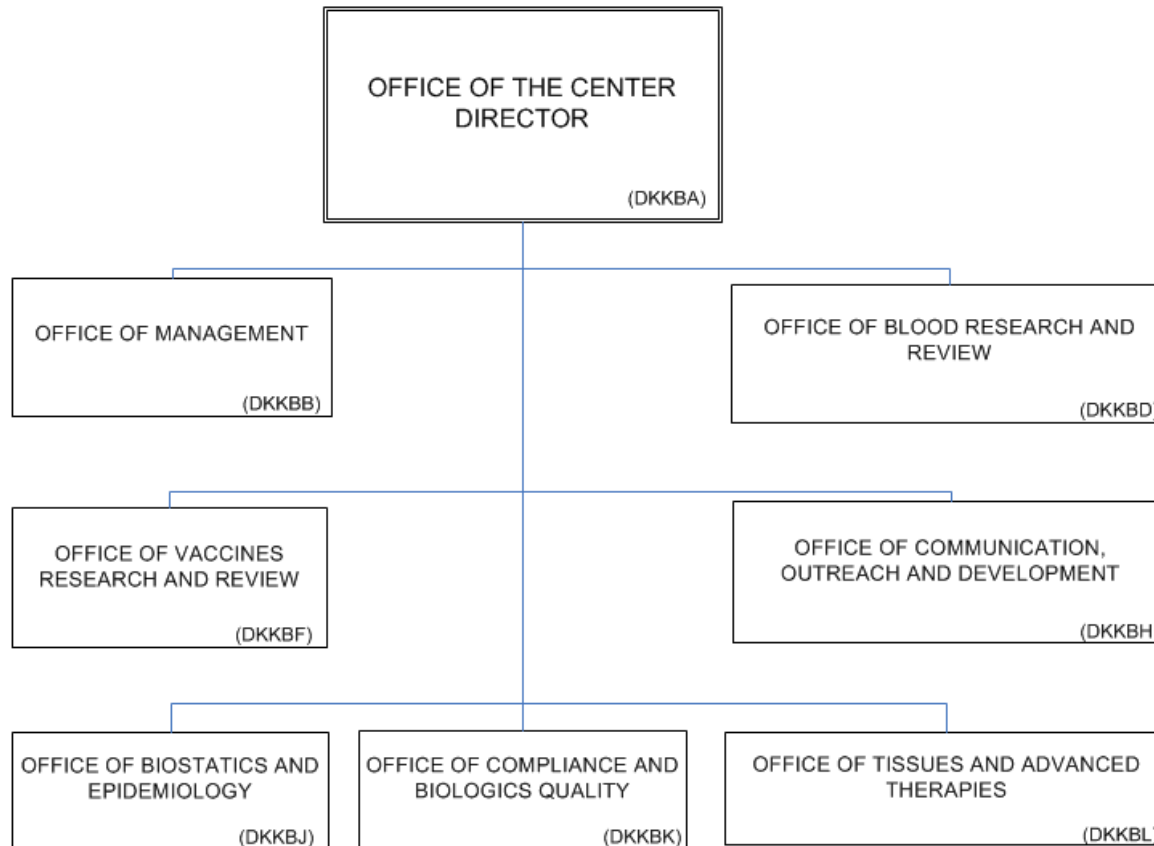 OFFICE OF THE CENTER
DIRECTOR
(DKKBA)
OFFICE OF MANAGEMENT
(DKKBB)
OFFICE OF BLOOD RESEARCH AND
REVIEW
(DKKBD)
OFFICE OF VACCINES
RESEARCH AND REVIEW
(DKKBF)
OFFICE OF COMMUNICATION,
OUTREACH AND DEVELOPMENT
(DKKBH
OFFICE OF BIOSTATICS AND
EPIDEMIOLOGY
(DKKBJ)
OFFICE OF COMPLIANCE AND
BIOLOGICS QUALITY
(DKKBK)
OFFICE OF TISSUES AND ADVANCED
THERAPIES
(DKKBL)